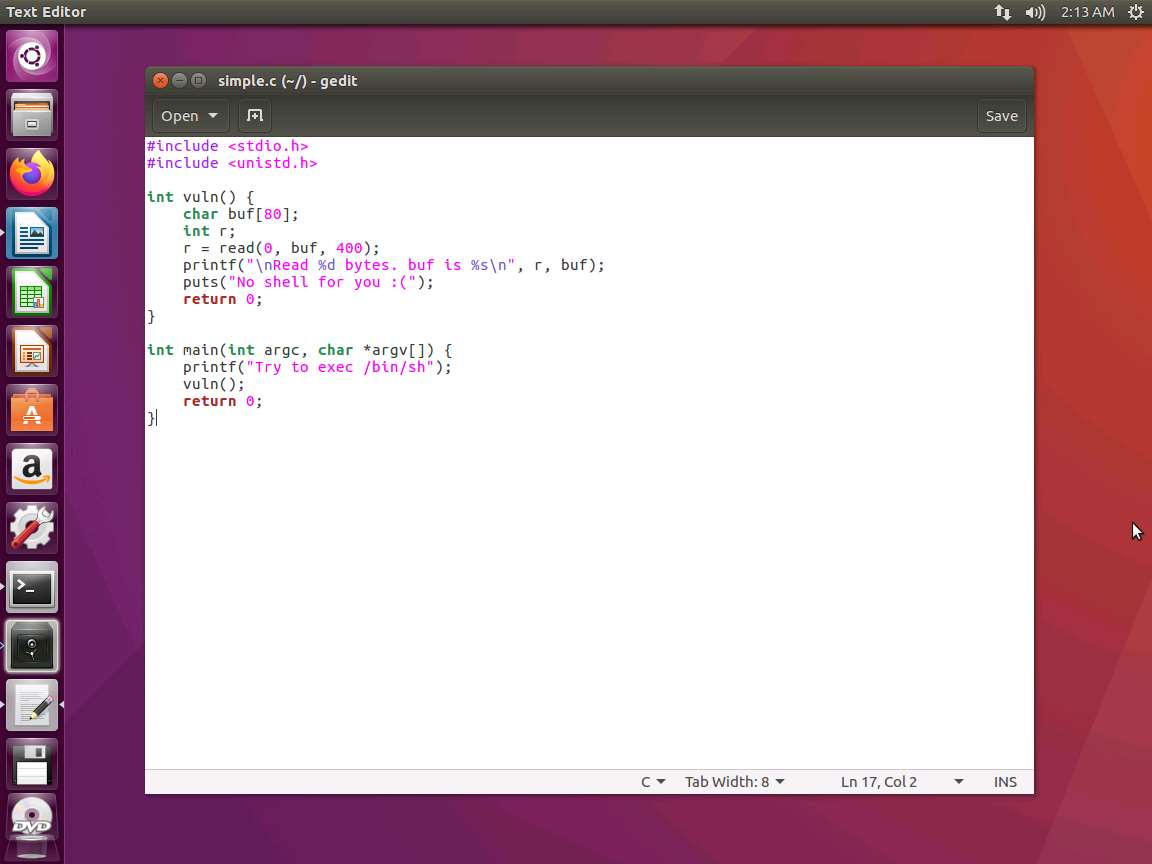 Text Editor
2:13 AM
simple.c (~/) - gedit
Open
Save
#include <stdio.h>
#include <unistd.h>
int vuln() {
    char buf[80];
    int r;
    r = read(0, buf, 400);
    printf("\nRead %d bytes. buf is %s\n", r, buf);
    puts("No shell for you :(");
    return 0;
}
int main(int argc, char *argv[]) {
    printf("Try to exec /bin/sh");
    vuln();
    return 0;
}
A
a
>_
DVD
C
Tab Width: 8
Ln 17, Col 2
INS